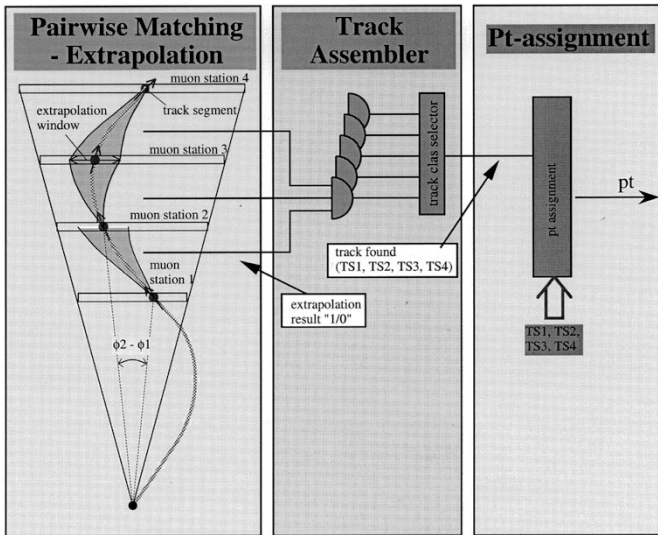 Pairwise Matching
- Extrapolation
muon station 4
extrapolation
window
track segment
muon station 3
muon station 2
muon
station 1
ϕ2 - ϕ1
extrapolation
result "1/0"
Track
Assembler
track clas selector
track found
(TS1, TS2, TS3, TS4)
Pt-assignment
pt assignment
pt
TS1, TS2,
TS3, TS4